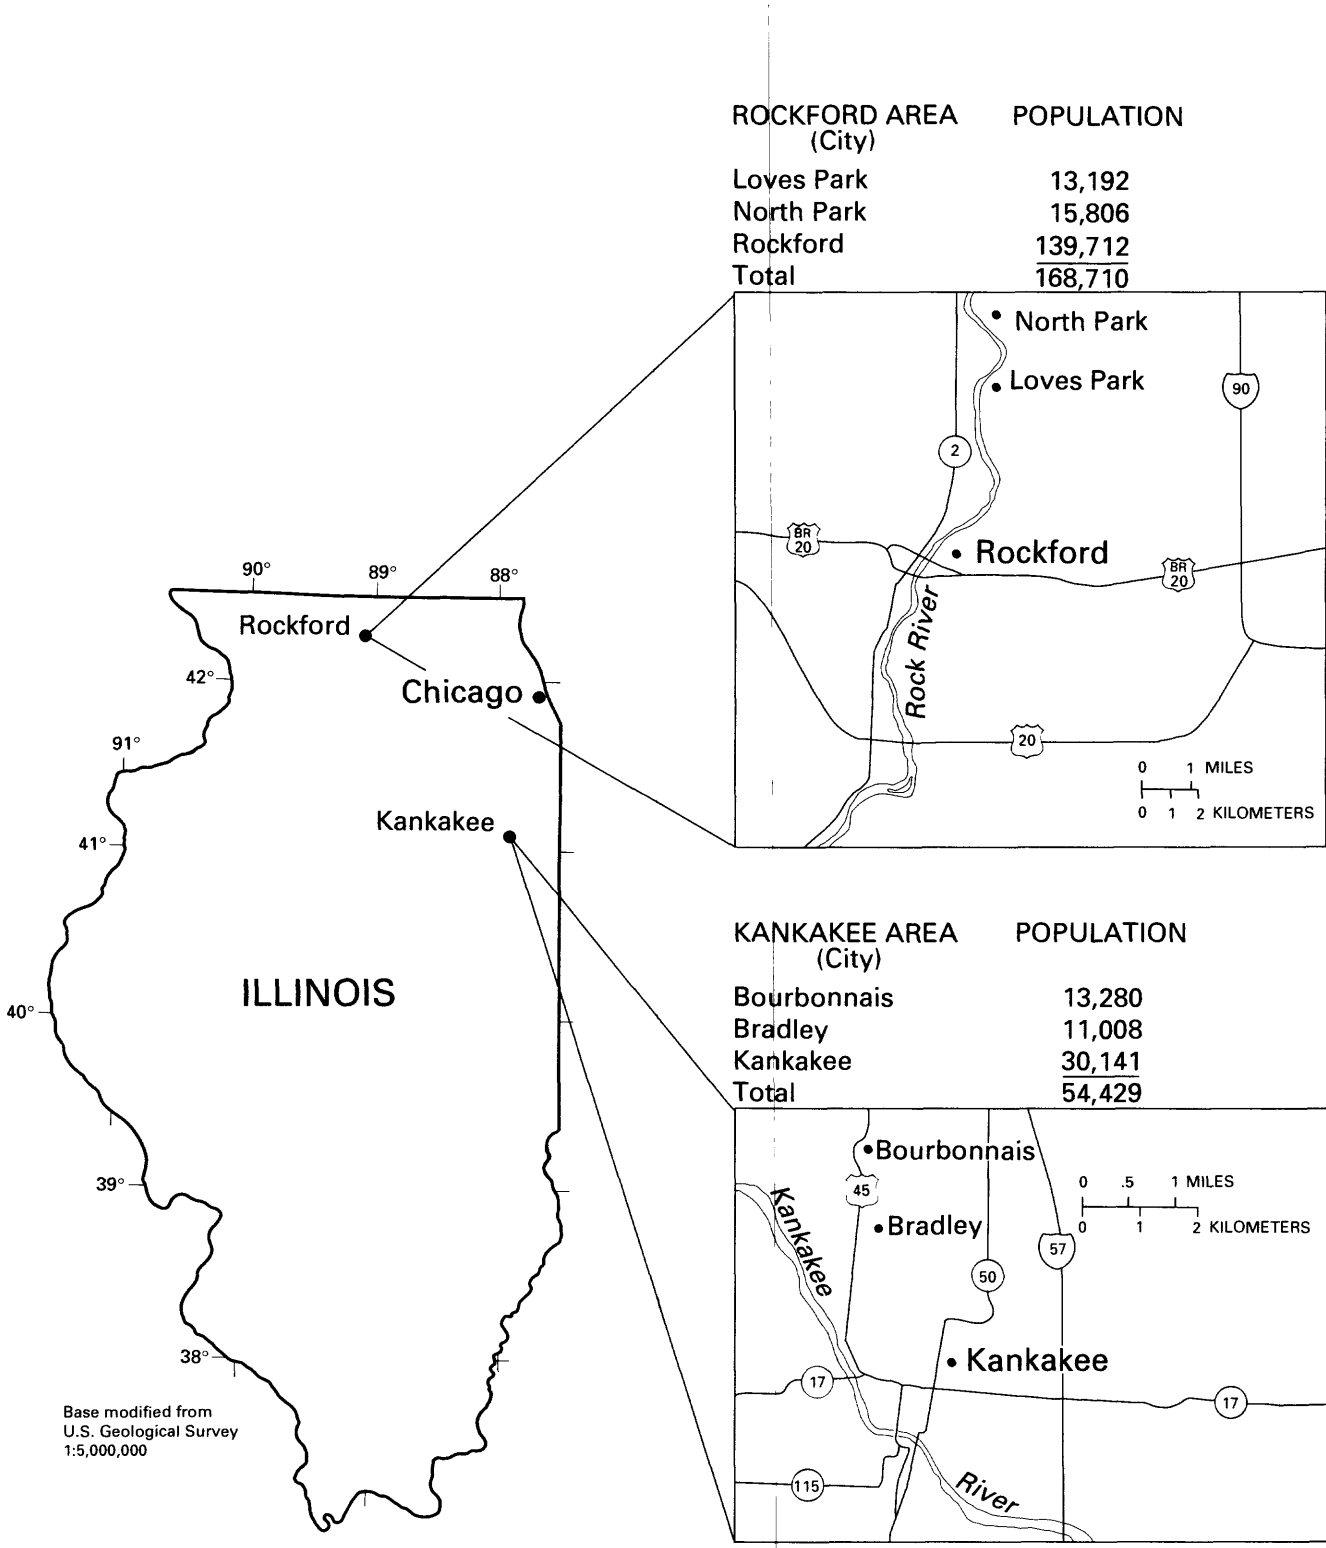 ROCKFORD AREA POPULATION
(City)
Loves Park 13,192
North Park 15,806
Rockford 139,712
Total 168,710
North Park
Loves Park
90
2
BR
20
Rockford
BR
20
Rock River
20
0 1 MILES
0 1 2 KILOMETERS
90° 89° 88°
Rockford
42°
Chicago
91°
Kankakee
41°
ILLINOIS
40°
39°
38°
Base modified from
U.S. Geological Survey
1:5,000,000
KANKAKEE AREA POPULATION
(City)
Bourbonnais 13,280
Bradley 11,008
Kankakee 30,141
Total 54,429
Bourbonnais
45
0 .5 1 MILES
0 1 2 KILOMETERS
Kankakee
Bradley
57
50
Kankakee
17
17
115
River